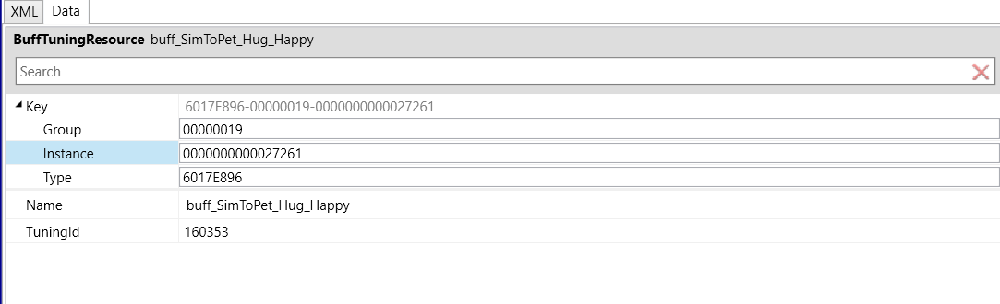 XML Data
BuffTuningResource buff_SimToPet_Hug_Happy
Search
Key 6017E896-00000019-0000000000027261
Group 00000019
Instance 0000000000027261
Type 6017E896
Name buff_SimToPet_Hug_Happy
TuningId 160353